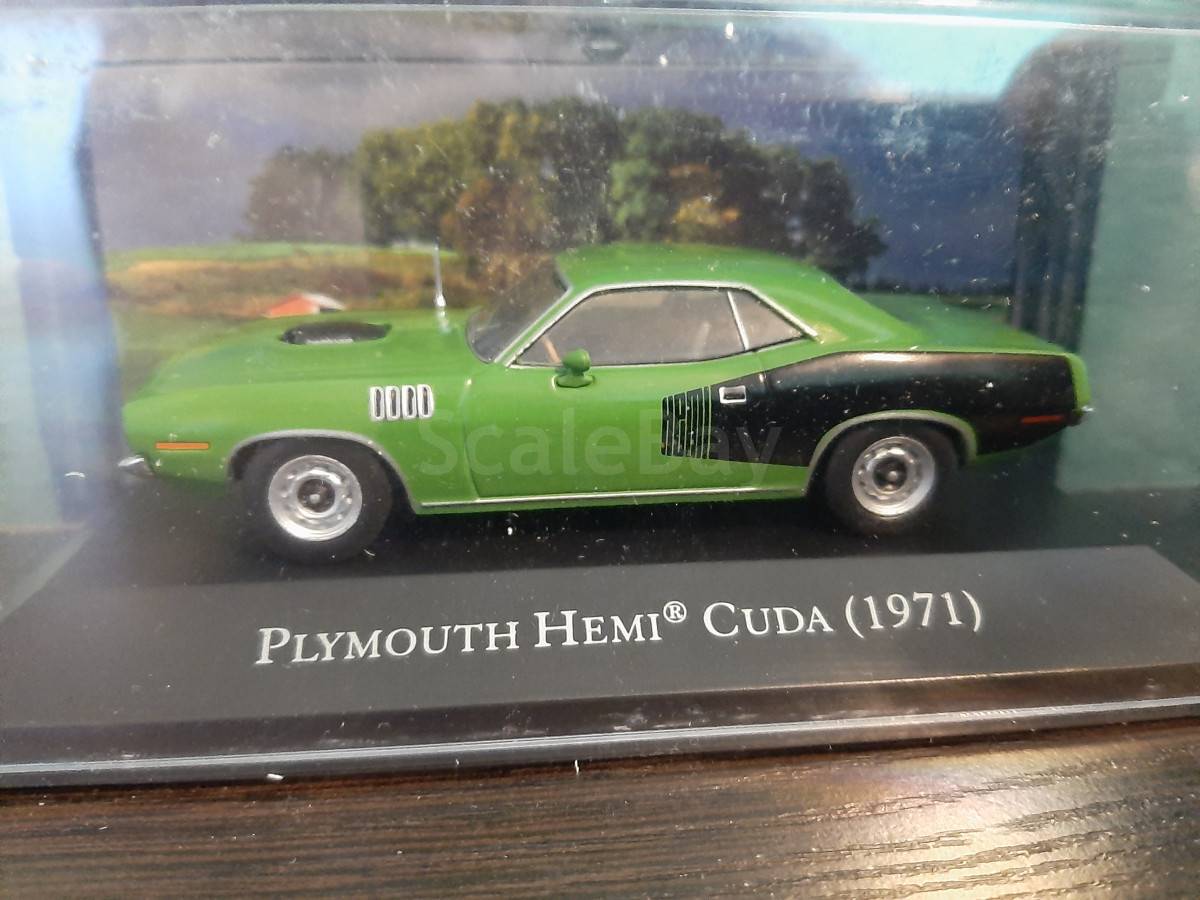 ScaleBay
PLYMOUTH HEMI® CUDA (1971)